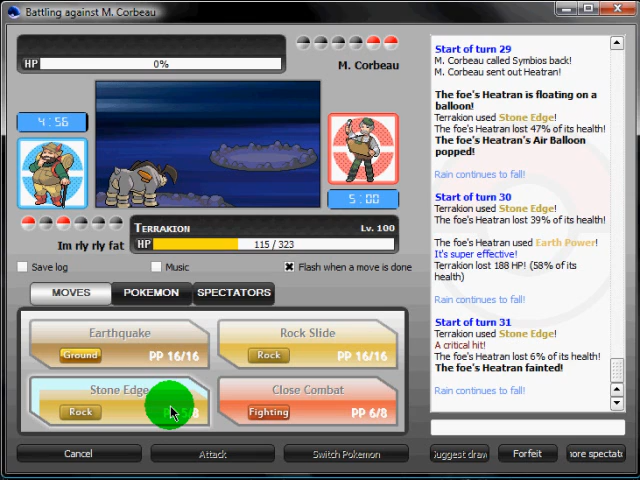 Battling against M. Corbeau
HP 0%
M. Corbeau
4:56
5:00
Terrakion Lv. 100
HP 115 / 323
Im rly rly fat
Save log
Music
Flash when a move is done
MOVES
POKEMON
SPECTATORS
Earthquake
Ground PP 16/16
Rock Slide
Rock PP 16/16
Stone Edge
Rock PP 5/8
Close Combat
Fighting PP 6/8
Cancel
Attack
Switch Pokemon
Start of turn 29
M. Corbeau called Symbios back!
M. Corbeau sent out Heatran!
The foe's Heatran is floating on a
balloon!
Terrakion used Stone Edge!
The foe's Heatran lost 47% of its health!
The foe's Heatran's Air Balloon
popped!
Rain continues to fall!
Start of turn 30
Terrakion used Stone Edge!
The foe's Heatran lost 39% of its health!
The foe's Heatran used Earth Power!
It's super effective!
Terrakion lost 188 HP! (58% of its
health)
Rain continues to fall!
Start of turn 31
Terrakion used Stone Edge!
A critical hit!
The foe's Heatran lost 6% of its health!
The foe's Heatran fainted!
Rain continues to fall!
uggest draw
Forfeit
ore spectato